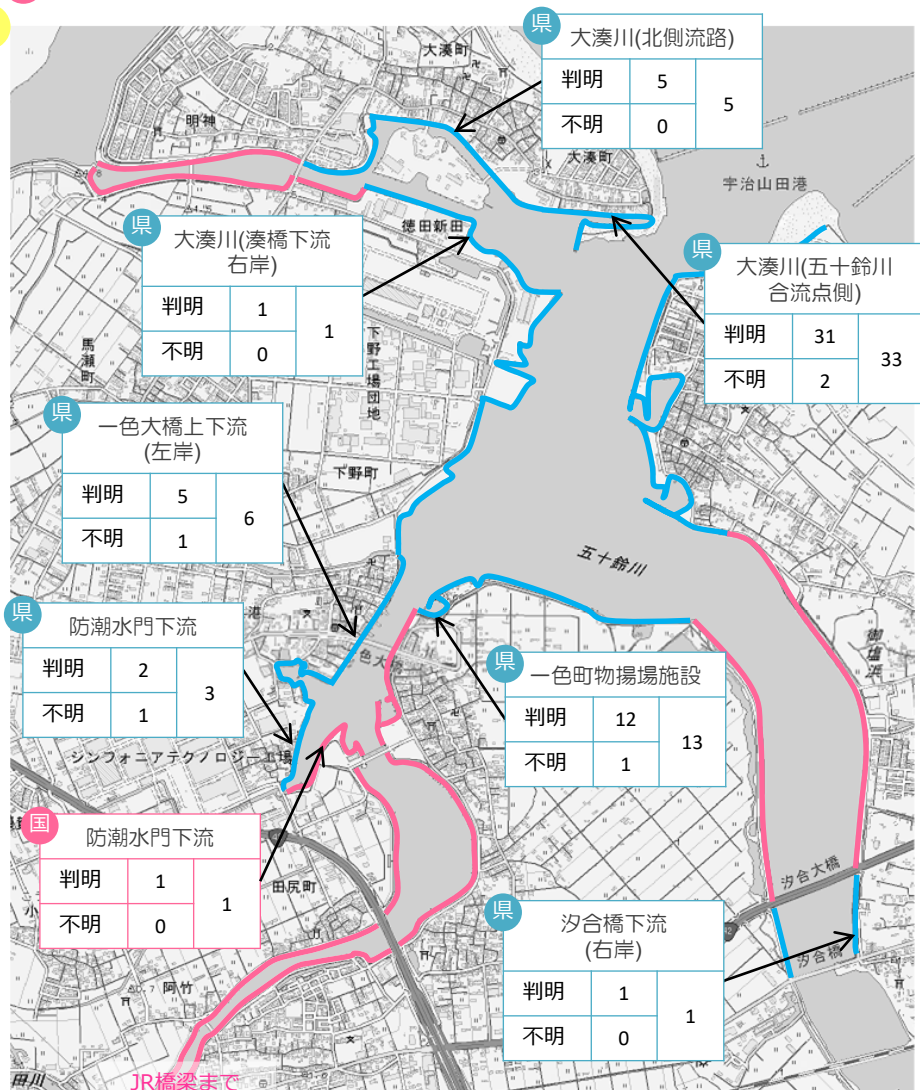 県
大湊川(北側流路)
判明 5
不明 0
5
大湊町
明神
大湊町
宇治山田港
徳田新田
県
大湊川(湊橋下流
右岸)
判明 1
不明 0
1
県
大湊川(五十鈴川
合流点側)
判明 31
不明 2
33
馬瀬町
下野工場団地
県
一色大橋上下流
(左岸)
判明 5
不明 1
6
下野町
五十鈴川
御塩浜
県
防潮水門下流
判明 2
不明 1
3
県
一色町物揚場施設
判明 12
不明 1
13
シンフォニアテクノロジー工場
国
防潮水門下流
判明 1
不明 0
1
田尻町
汐合大橋
県
汐合橋下流
(右岸)
判明 1
不明 0
1
汐合橋
阿竹
JR橋梁まで
田川